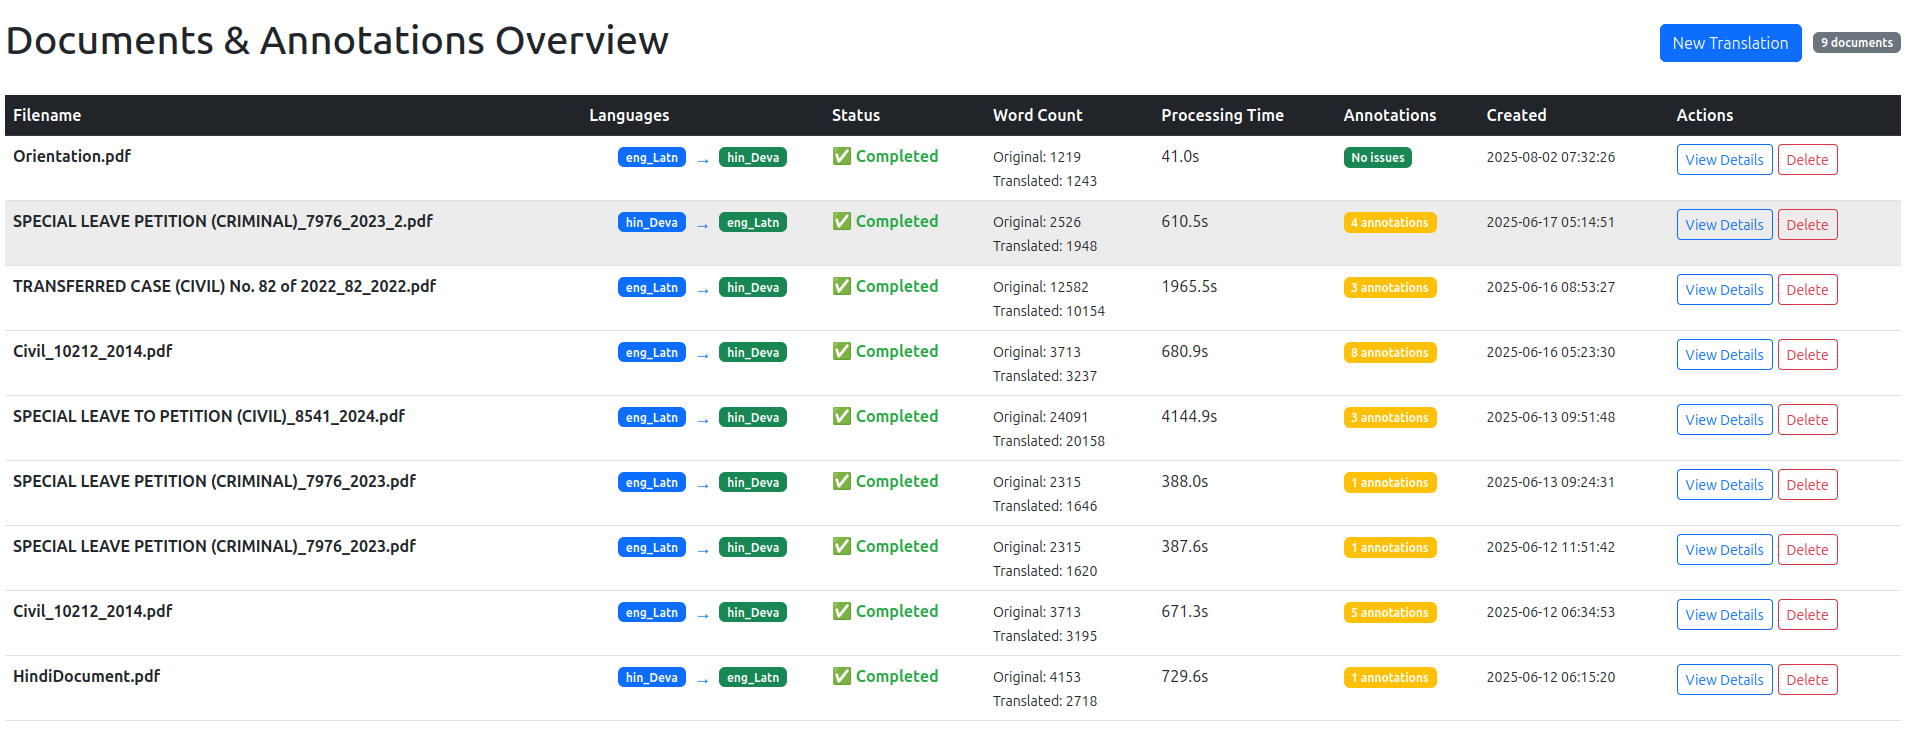 Documents & Annotations Overview
New Translation 9 documents
Filename Languages Status Word Count Processing Time Annotations Created Actions
Orientation.pdf eng_Latn → hin_Deva ✅ Completed Original: 1219 41.0s No issues 2025-08-02 07:32:26 View Details Delete
Translated: 1243
SPECIAL LEAVE PETITION (CRIMINAL)_7976_2023_2.pdf hin_Deva → eng_Latn ✅ Completed Original: 2526 610.5s 4 annotations 2025-06-17 05:14:51 View Details Delete
Translated: 1948
TRANSFERRED CASE (CIVIL) No. 82 of 2022_82_2022.pdf eng_Latn → hin_Deva ✅ Completed Original: 12582 1965.5s 3 annotations 2025-06-16 08:53:27 View Details Delete
Translated: 10154
Civil_10212_2014.pdf eng_Latn → hin_Deva ✅ Completed Original: 3713 680.9s 8 annotations 2025-06-16 05:23:30 View Details Delete
Translated: 3237
SPECIAL LEAVE TO PETITION (CIVIL)_8541_2024.pdf eng_Latn → hin_Deva ✅ Completed Original: 24091 4144.9s 3 annotations 2025-06-13 09:51:48 View Details Delete
Translated: 20158
SPECIAL LEAVE PETITION (CRIMINAL)_7976_2023.pdf eng_Latn → hin_Deva ✅ Completed Original: 2315 388.0s 1 annotations 2025-06-13 09:24:31 View Details Delete
Translated: 1646
SPECIAL LEAVE PETITION (CRIMINAL)_7976_2023.pdf eng_Latn → hin_Deva ✅ Completed Original: 2315 387.6s 1 annotations 2025-06-12 11:51:42 View Details Delete
Translated: 1620
Civil_10212_2014.pdf eng_Latn → hin_Deva ✅ Completed Original: 3713 671.3s 5 annotations 2025-06-12 06:34:53 View Details Delete
Translated: 3195
HindiDocument.pdf hin_Deva → eng_Latn ✅ Completed Original: 4153 729.6s 1 annotations 2025-06-12 06:15:20 View Details Delete
Translated: 2718